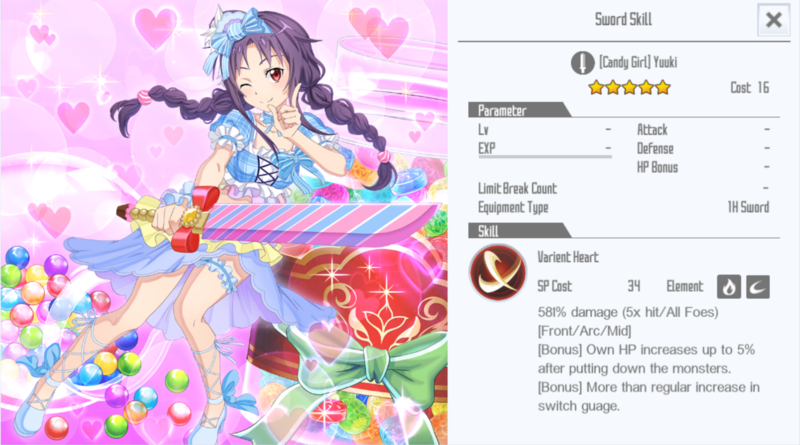 Sword Skill
[Candy Girl] Yuuki
Cost 16
Parameter
Lv -
Attack -
EXP -
Defense -
HP Bonus -
Limit Break Count -
Equipment Type 1H Sword
Skill
Varient Heart
SP Cost 34 Element
581% damage (5x hit/All Foes)
[Front/Arc/Mid]
[Bonus] Own HP increases up to 5%
after putting down the monsters.
[Bonus] More than regular increase in
switch guage.